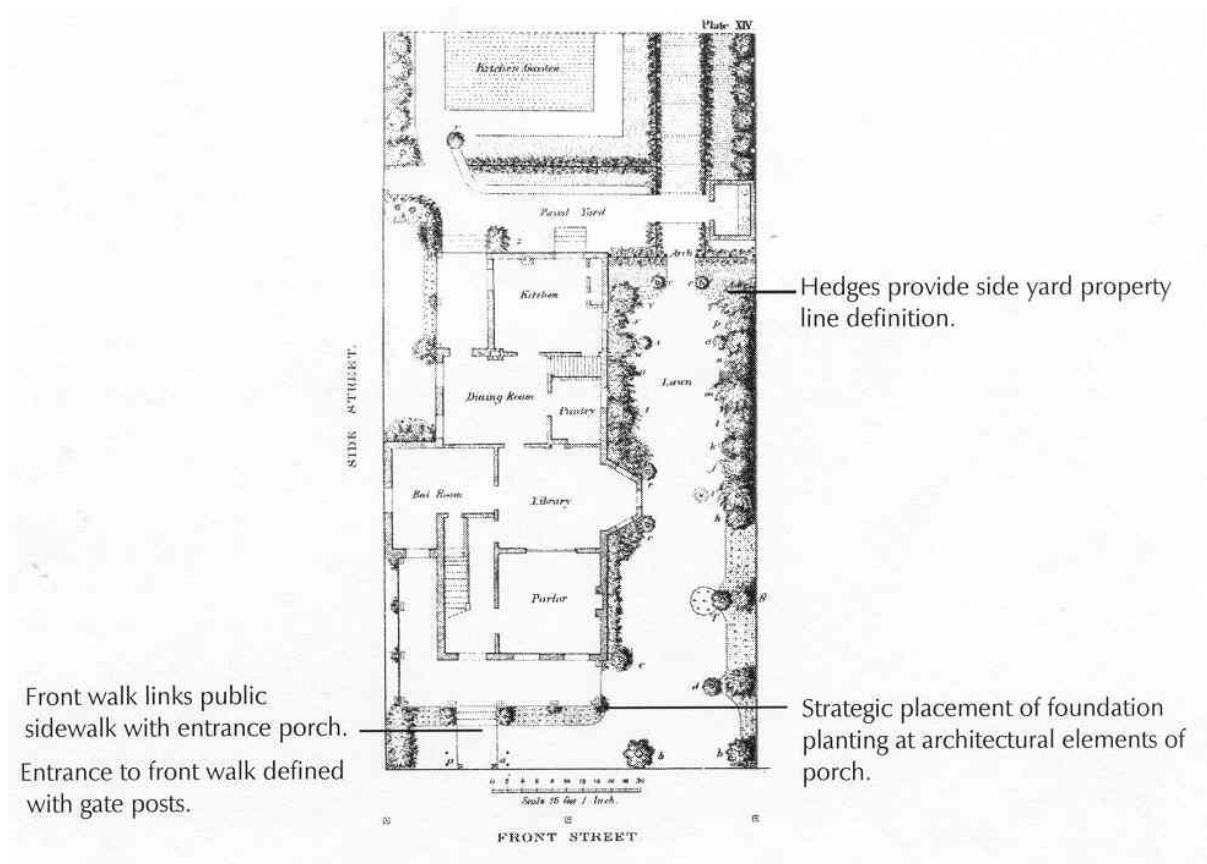 Plate XIV
Kitchen Garden.
Paved Yard
Arch
Kitchen
Hedges provide side yard property
line definition.
Lawn
Dining Room
Pantry
SIDE STREET.
Bed Room
Library
Parlor
Front walk links public
sidewalk with entrance porch.
Entrance to front walk defined
with gate posts.
Strategic placement of foundation
planting at architectural elements of
porch.
FRONT STREET